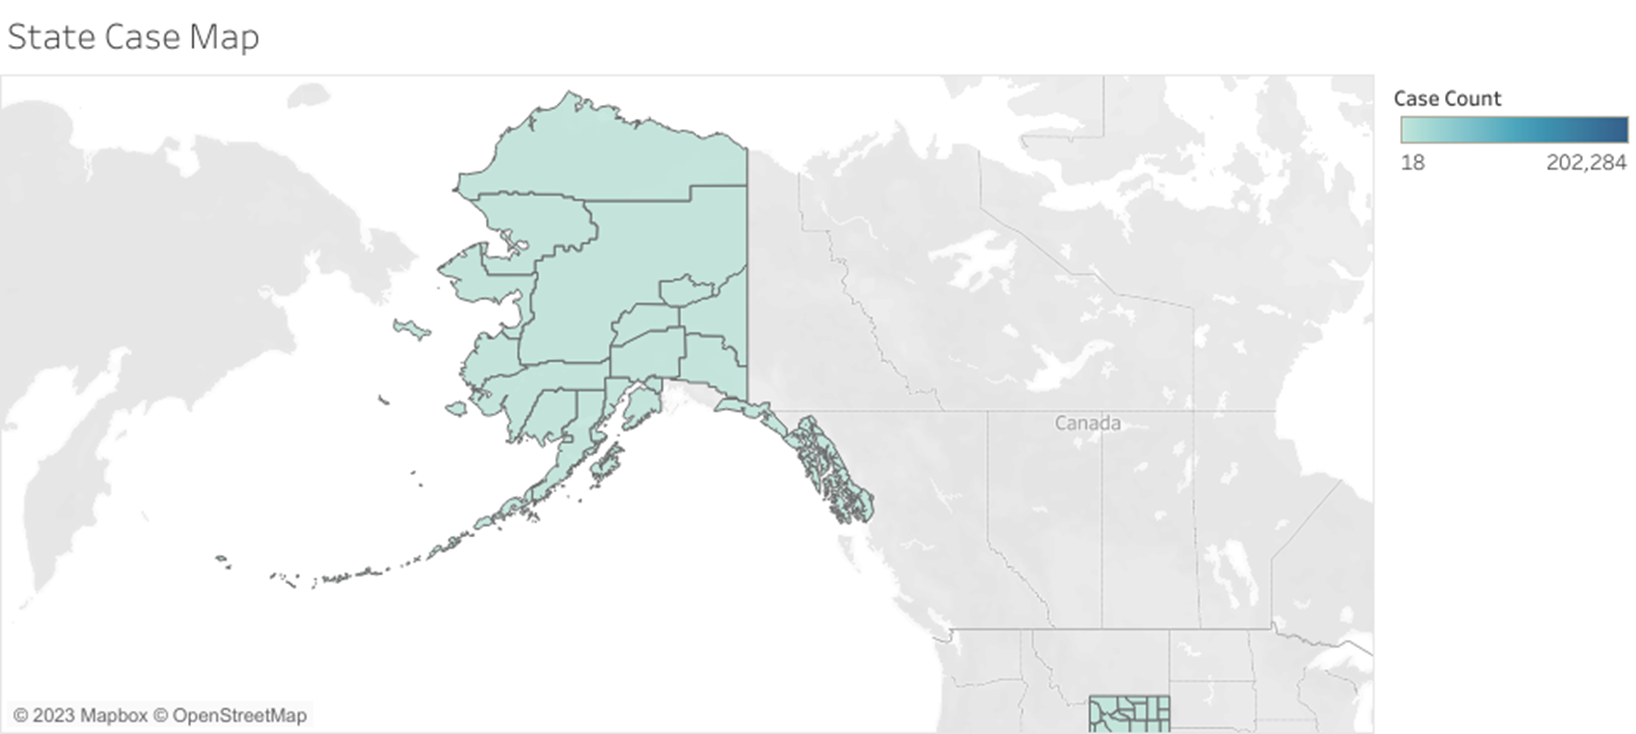 State Case Map
Case Count
18 202,284
Canada
© 2023 Mapbox © OpenStreetMap